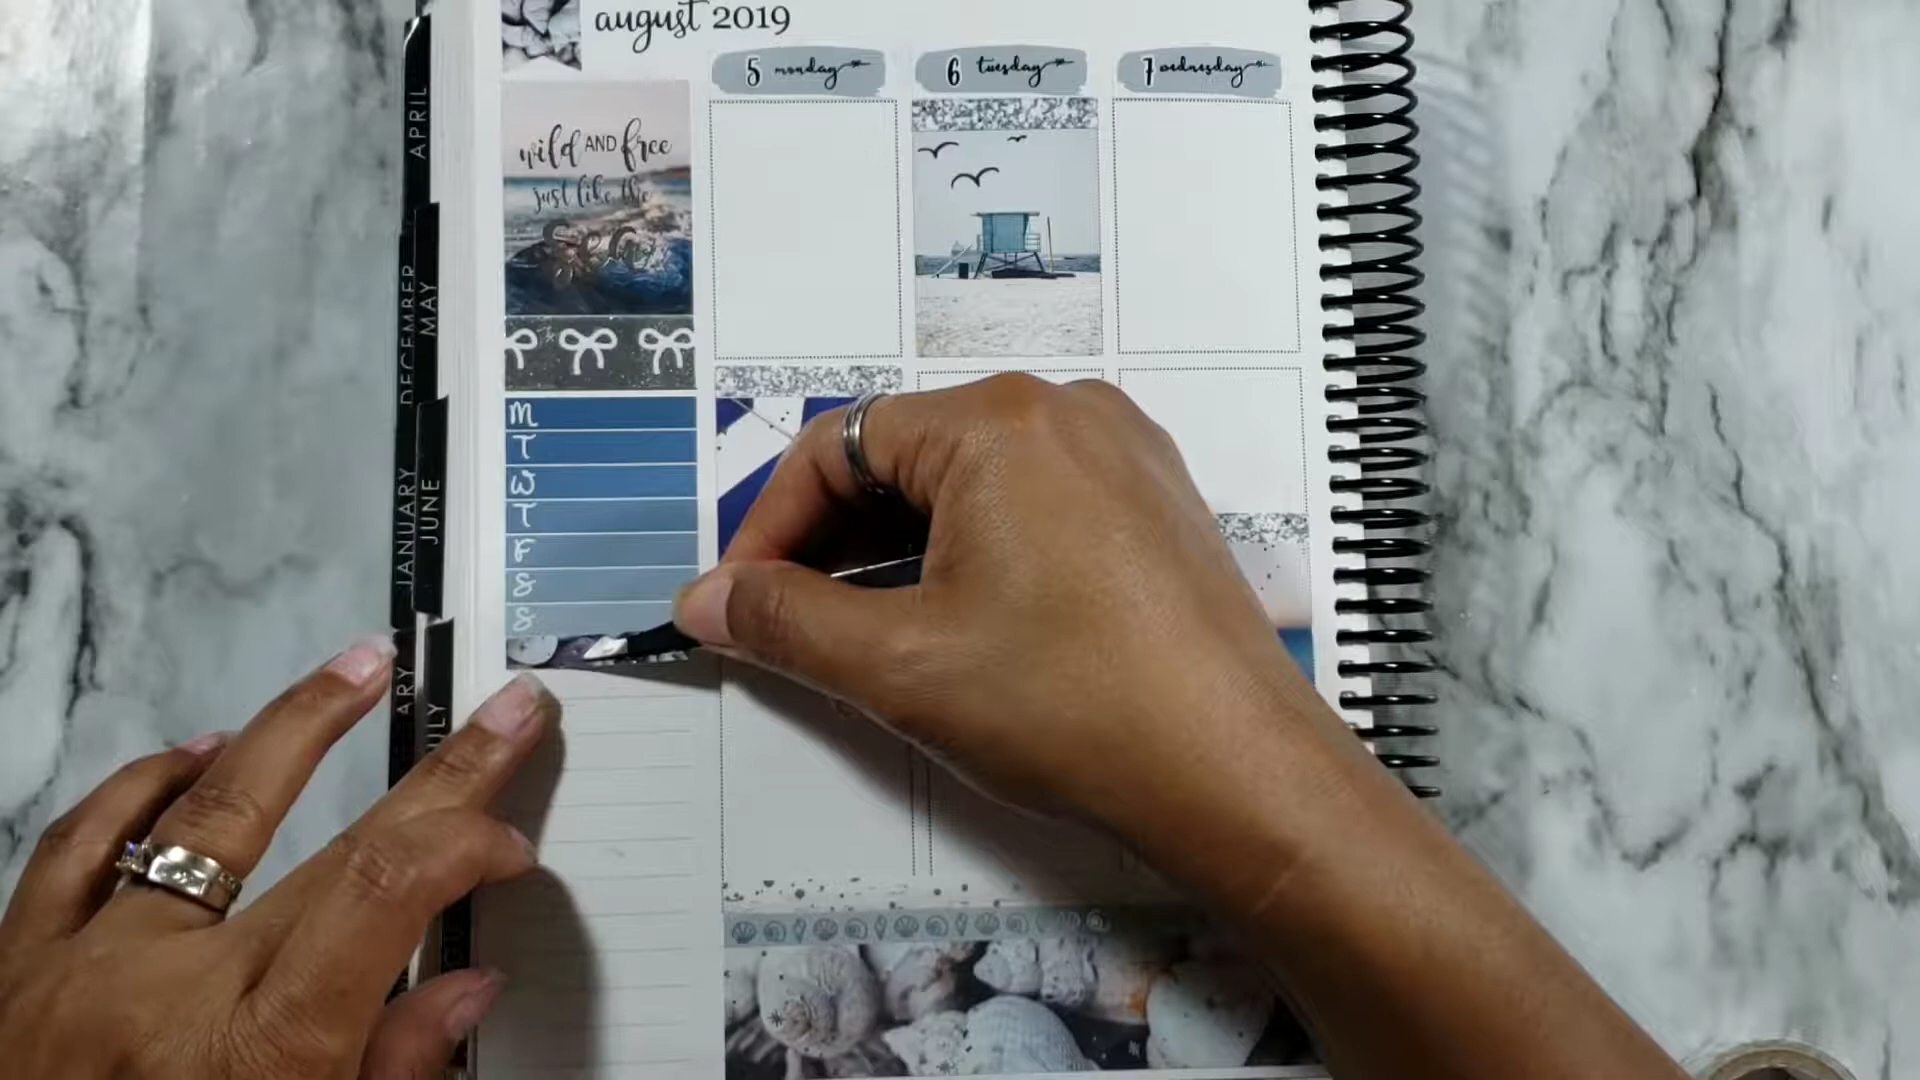 august 2019
5 monday
6 tuesday
7 wednesday
wild AND free
just like the
sea
M
T
W
T
F
S
S
APRIL
MAY
DECEMBER
JUNE
JANUARY